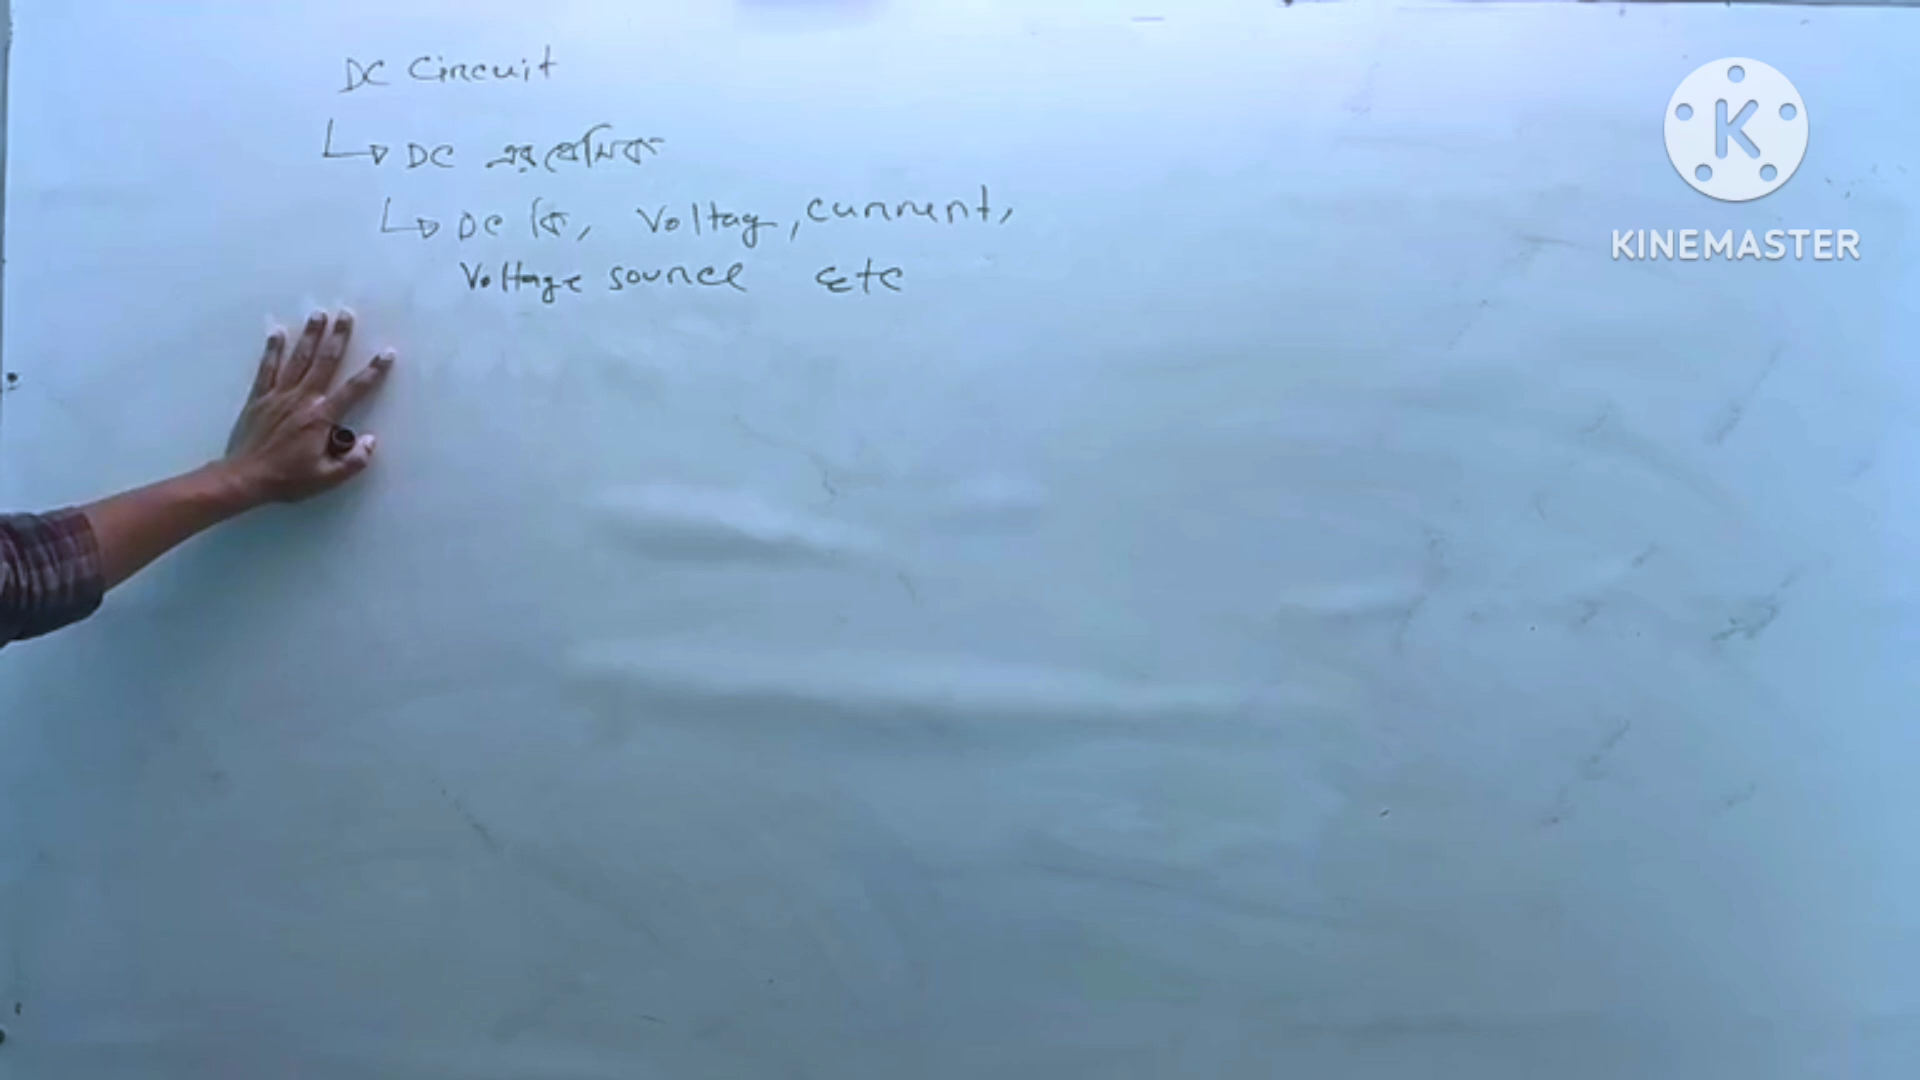 DC Circuit
↳ DC এর বেসিক
↳ DC কি, Voltag, Current,
Voltage source etc
KINEMASTER